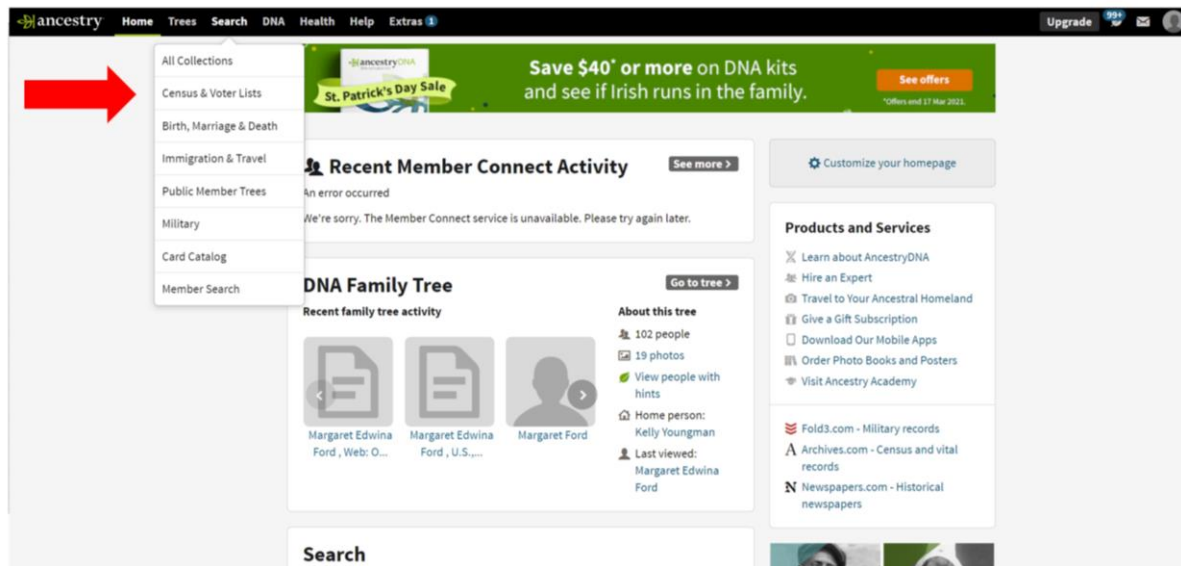 ancestry Home Trees Search DNA Health Help Extras 1 Upgrade 99+
All Collections
Census & Voter Lists
Birth, Marriage & Death
Immigration & Travel
Public Member Trees
Military
Card Catalog
Member Search
ancestryDNA
St. Patrick's Day Sale
Save $40* or more on DNA kits
and see if Irish runs in the family.
See offers
*Offers end 17 Mar 2021.
Recent Member Connect Activity
See more >
An error occurred
We're sorry. The Member Connect service is unavailable. Please try again later.
DNA Family Tree
Go to tree >
Recent family tree activity
Margaret Edwina
Ford , Web: O...
Margaret Edwina
Ford , U.S.,...
Margaret Ford
About this tree
102 people
19 photos
View people with
hints
Home person:
Kelly Youngman
Last viewed:
Margaret Edwina
Ford
Search
Customize your homepage
Products and Services
Learn about AncestryDNA
Hire an Expert
Travel to Your Ancestral Homeland
Give a Gift Subscription
Download Our Mobile Apps
Order Photo Books and Posters
Visit Ancestry Academy
Fold3.com - Military records
Archives.com - Census and vital
records
Newspapers.com - Historical
newspapers